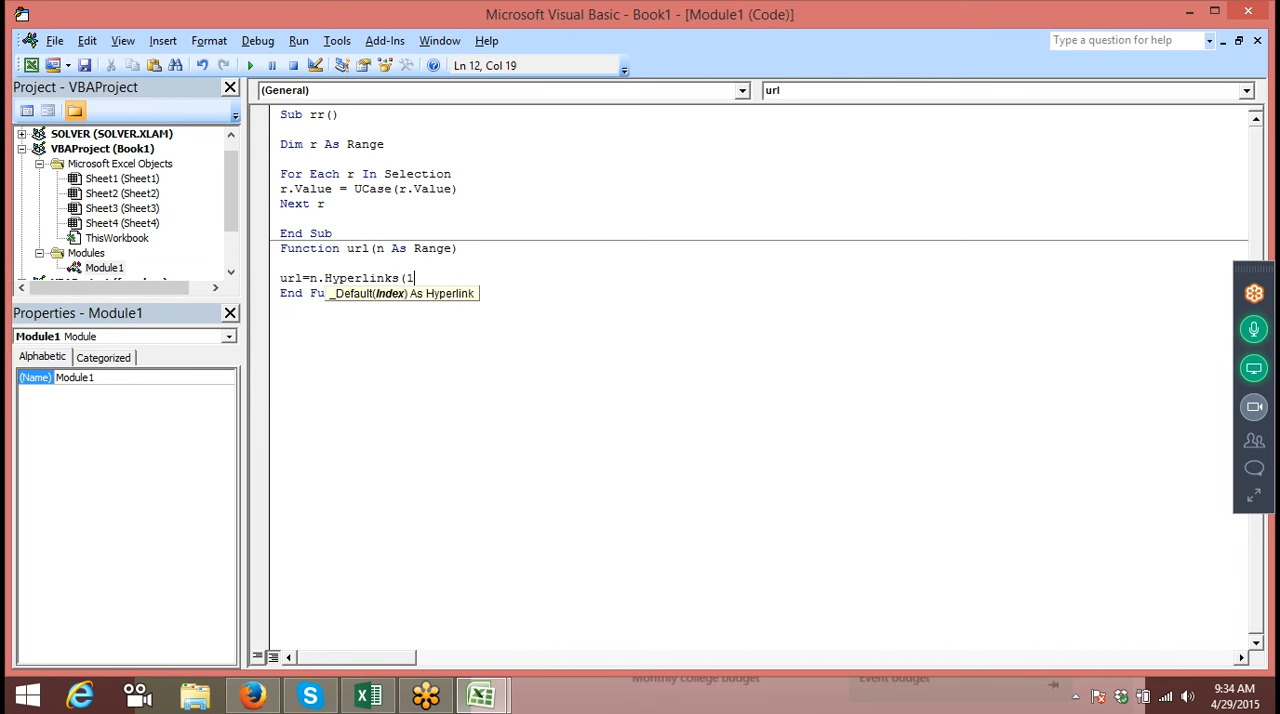 Microsoft Visual Basic - Book1 - [Module1 (Code)]
File Edit View Insert Format Debug Run Tools Add-Ins Window Help
Type a question for help
Ln 12, Col 19
Project - VBAProject
(General)
url
SOLVER (SOLVER.XLAM)
VBAProject (Book1)
Microsoft Excel Objects
Sheet1 (Sheet1)
Sheet2 (Sheet2)
Sheet3 (Sheet3)
Sheet4 (Sheet4)
ThisWorkbook
Modules
Module1
Sub rr()
Dim r As Range
For Each r In Selection
r.Value = UCase(r.Value)
Next r
End Sub
Function url(n As Range)
url=n.Hyperlinks(1
End Fu
_Default(Index) As Hyperlink
Properties - Module1
Module1 Module
Alphabetic Categorized
(Name) Module1
Monthly college budget
Event budget
9:34 AM
4/29/2015